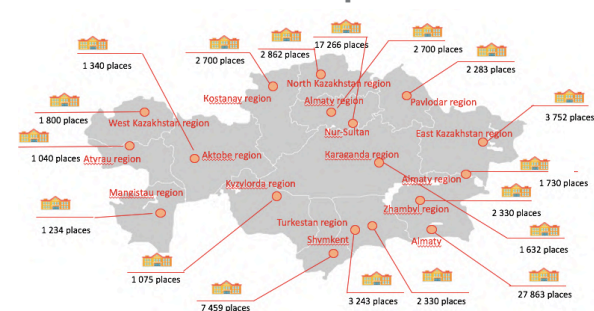 1 340 places
2 700 places
2 862 places
17 266 places
2 700 places
2 283 places
North Kazakhstan region
Kostanay region
Almaty region
Pavlodar region
1 800 places
West Kazakhstan region
3 752 places
Nur-Sultan
East Kazakhstan region
1 040 places
Atyrau region
Aktobe region
Karaganda region
Almaty region
1 730 places
Mangistau region
Kyzylorda region
Zhambyl region
2 330 places
1 234 places
Turkestan region
Shymkent
Almaty
1 632 places
1 075 places
7 459 places
3 243 places
2 330 places
27 863 places